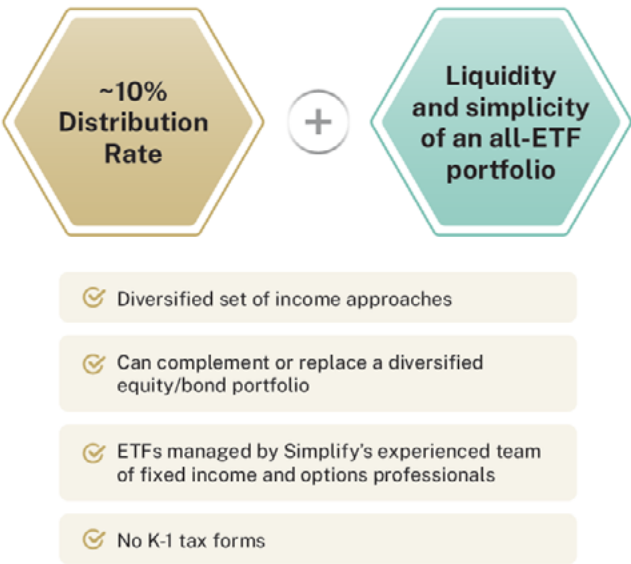 ~10%
Distribution
Rate
+
Liquidity
and simplicity
of an all-ETF
portfolio
Diversified set of income approaches
Can complement or replace a diversified
equity/bond portfolio
ETFs managed by Simplify's experienced team
of fixed income and options professionals
No K-1 tax forms